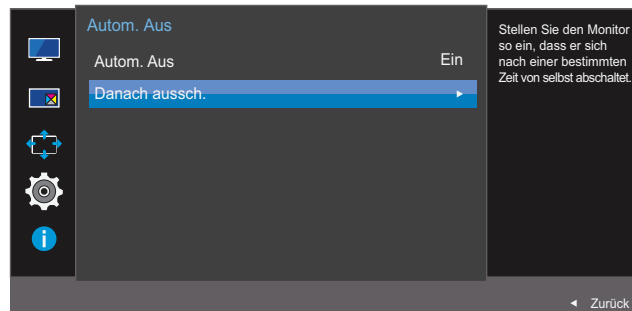 Autom. Aus
Autom. Aus Ein
Danach aussch.
Stellen Sie den Monitor
so ein, dass er sich
nach einer bestimmten
Zeit von selbst abschaltet.
Zurück